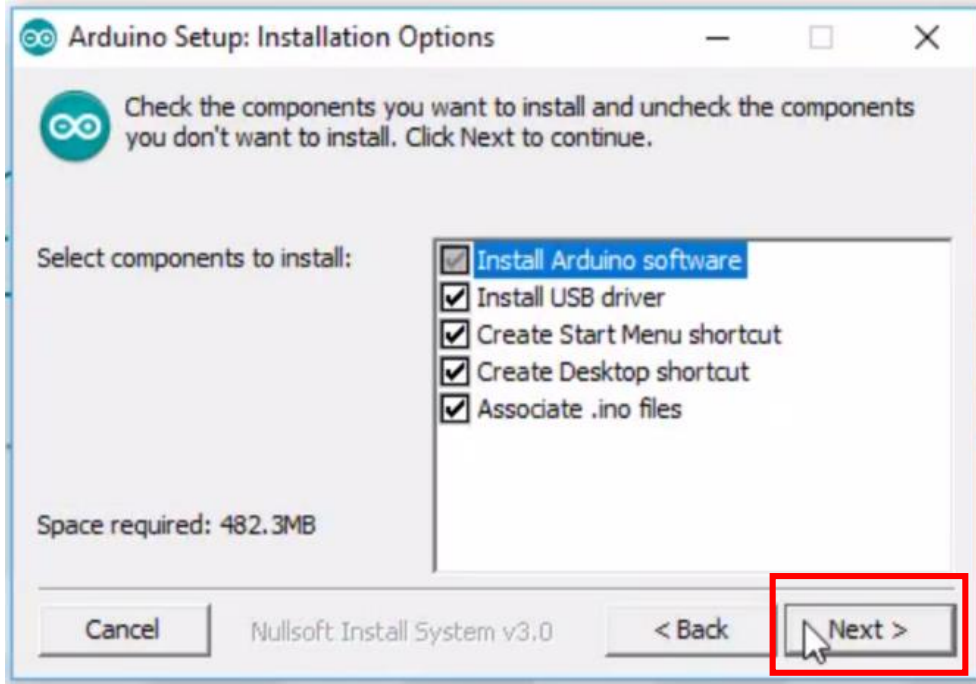 Arduino Setup: Installation Options
Check the components you want to install and uncheck the components
you don't want to install. Click Next to continue.
Select components to install:
Install Arduino software
Install USB driver
Create Start Menu shortcut
Create Desktop shortcut
Associate .ino files
Space required: 482.3MB
Cancel
Nullsoft Install System v3.0
< Back
Next >